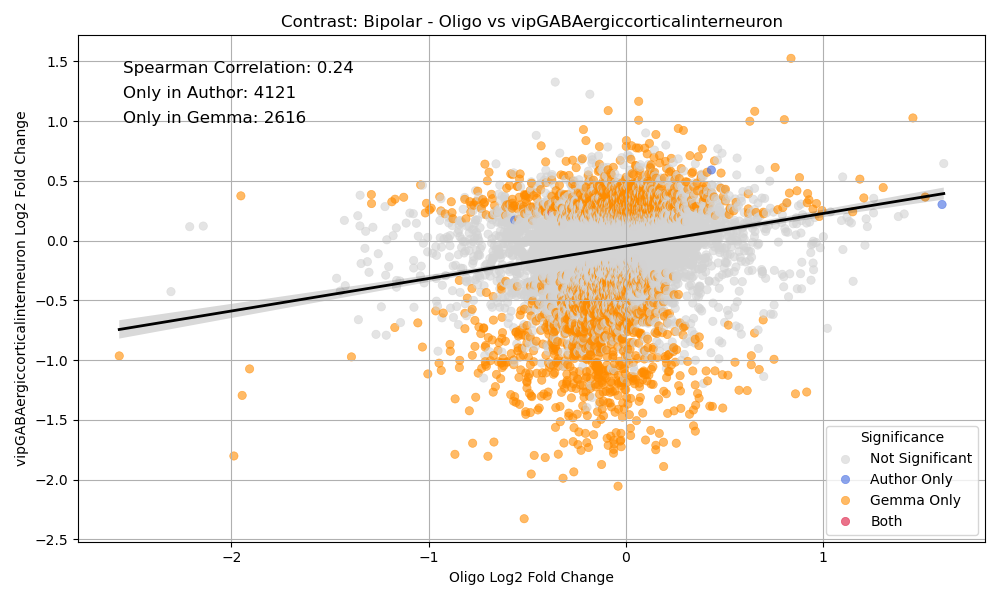 Contrast: Bipolar - Oligo vs vipGABAergiccorticalinterneuron
Spearman Correlation: 0.24
Only in Author: 4121
Only in Gemma: 2616
vipGABAergiccorticalinterneuron Log2 Fold Change
1.5
1.0
0.5
0.0
−0.5
−1.0
−1.5
−2.0
−2.5
−2
−1
0
1
Oligo Log2 Fold Change
Significance
Not Significant
Author Only
Gemma Only
Both